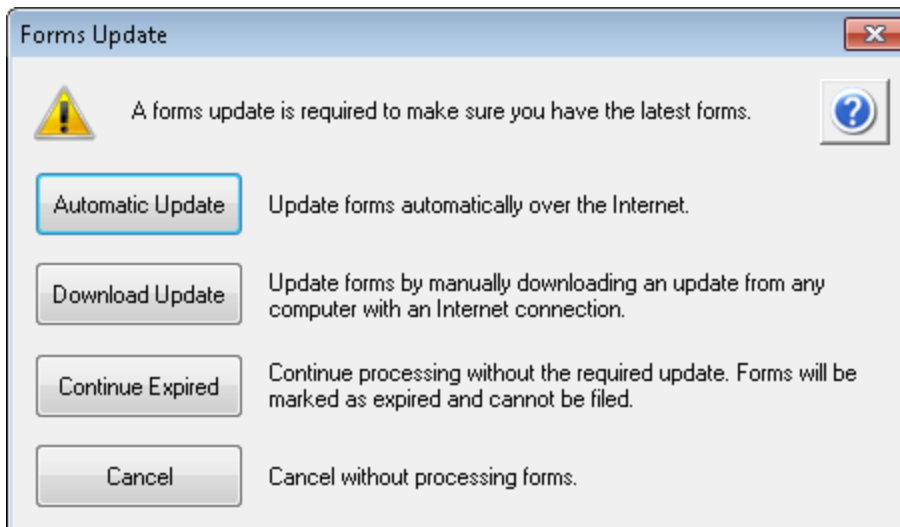 Forms Update
A forms update is required to make sure you have the latest forms.
Automatic Update
Update forms automatically over the Internet.
Download Update
Update forms by manually downloading an update from any
computer with an Internet connection.
Continue Expired
Continue processing without the required update. Forms will be
marked as expired and cannot be filed.
Cancel
Cancel without processing forms.